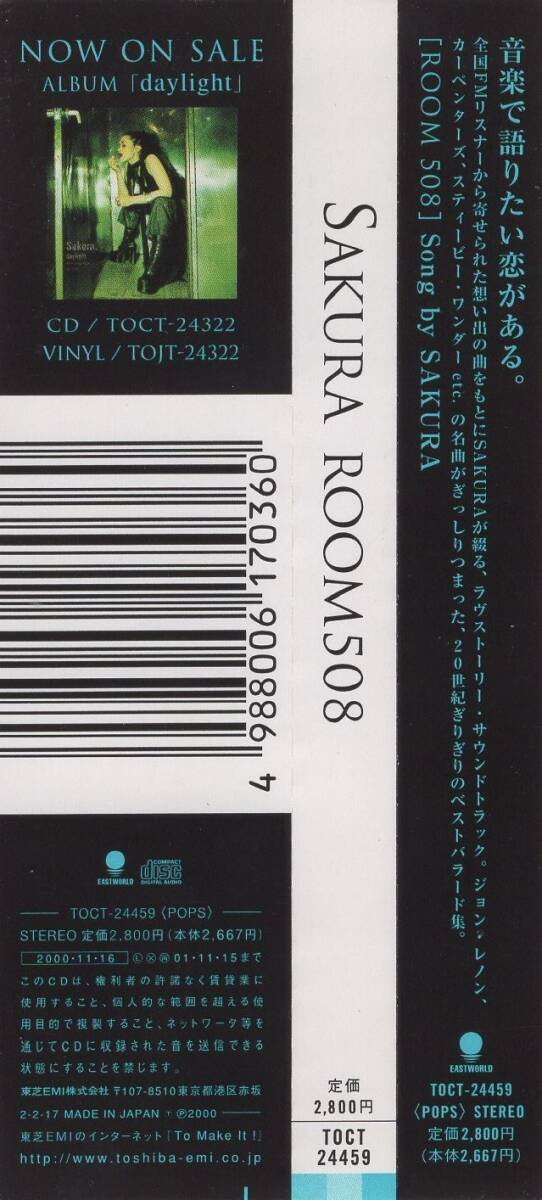 NOW ON SALE
ALBUM「daylight」
Sakura.
daylight
CD / TOCT-24322
VINYL / TOJT-24322
4 988006 170360
EASTWORLD
COMPACT
disc
DIGITAL AUDIO
TOCT-24459〈POPS〉
STEREO 定価2,800円(本体2,667円)
2000・11・16 Ⓛ Ⓧ 再 01・11・15まで
このCDは、権利者の許諾なく賃貸業に
使用すること、個人的な範囲を超える使
用目的で複製すること、ネットワーク等を
通じてCDに収録された音を送信できる
状態にすることを禁じます。
東芝EMI株式会社 〒107-8510東京都港区赤坂
2-2-17 MADE IN JAPAN Ⓣ ℗2000
東芝EMIのインターネット「To Make It !」
http://www.toshiba-emi.co.jp
SAKURA ROOM508
定価
2,800円
TOCT
24459
音楽で語りたい恋がある。
全国FMリスナーから寄せられた想い出の曲をもとにSAKURAが綴る、ラヴストーリー・サウンドトラック。ジョン・レノン、
カーペンターズ、スティービー・ワンダー etc. の名曲がぎっしりつまった、20世紀ぎりぎりのベストバラード集。
[ROOM 508] Song by SAKURA
EASTWORLD
TOCT-24459
〈POPS〉STEREO
定価2,800円
(本体2,667円)